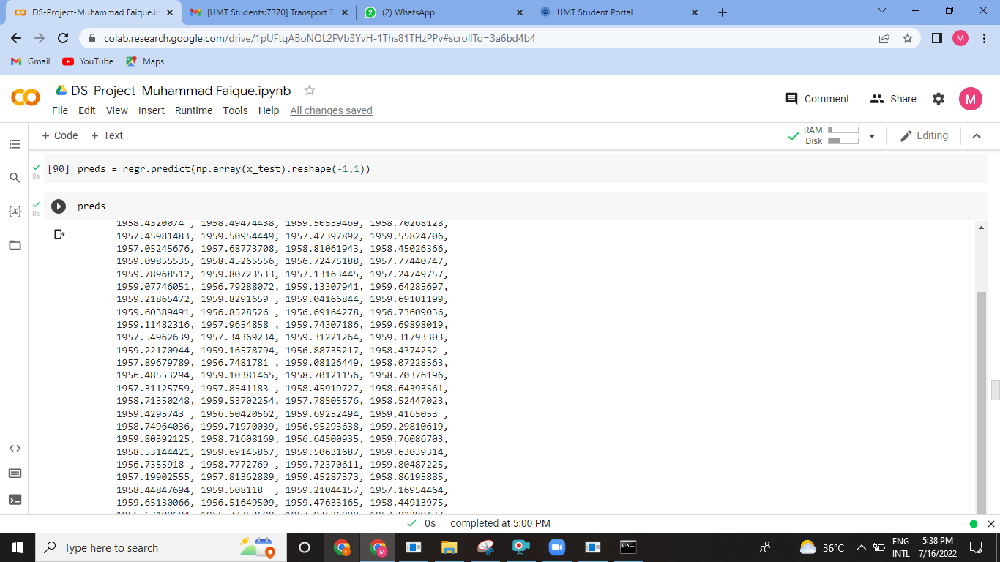 DS-Project-Muhammad Faique.ip
[UMT Students:7370] Transport T
(2) WhatsApp
UMT Student Portal
colab.research.google.com/drive/1pUFtqABoNQL2FVb3YvH-1Ths81THzPPv#scrollTo=3a6bd4b4
M
Gmail YouTube Maps
DS-Project-Muhammad Faique.ipynb
Comment Share M
File Edit View Insert Runtime Tools Help All changes saved
+ Code + Text
RAM
Disk
Editing
[90] preds = regr.predict(np.array(x_test).reshape(-1,1))
0s
preds
0s
{x}
1958.4320074 , 1958.49474438, 1959.50539469, 1958.70268128,
1957.45981483, 1959.50954449, 1957.47397892, 1959.55824706,
1957.05245676, 1957.68773708, 1958.81061943, 1958.45026366,
1959.09855535, 1958.45265556, 1956.72475188, 1957.77440747,
1959.78968512, 1959.80723533, 1957.13163445, 1957.24749757,
1959.07746051, 1956.79288072, 1959.13307941, 1959.64285697,
1959.21865472, 1959.8291659 , 1959.04166844, 1959.69101199,
1959.60389491, 1956.8528526 , 1956.69164278, 1956.73609036,
1959.11482316, 1957.9654858 , 1959.74307186, 1959.69898019,
1957.54962639, 1957.34369234, 1959.31221264, 1959.31793303,
1959.22170944, 1959.16578794, 1956.88735217, 1958.4374252 ,
1957.89679789, 1956.7481781 , 1959.08126449, 1958.07228563,
1956.48553294, 1959.10381465, 1958.70121156, 1958.70376196,
1957.31125759, 1957.8541183 , 1958.45919727, 1958.64393561,
1958.71350248, 1959.53702254, 1957.78505576, 1958.52447023,
1959.4295743 , 1956.50420562, 1959.69252494, 1959.4165053 ,
1958.74964036, 1959.71970039, 1956.95293638, 1959.29810619,
1959.80392125, 1958.71608169, 1956.64500935, 1959.76086703,
1958.53144421, 1959.69145867, 1959.50631687, 1959.63039314,
1956.7355918 , 1958.7772769 , 1959.72370611, 1959.80487225,
1957.19902555, 1957.81362889, 1959.45287373, 1958.86195885,
1958.44847694, 1959.508118 , 1959.21044157, 1957.16954464,
1959.65130066, 1956.51649509, 1959.47633165, 1958.44913975,
0s completed at 5:00 PM
Type here to search
36°C
ENG
INTL
5:38 PM
7/16/2022